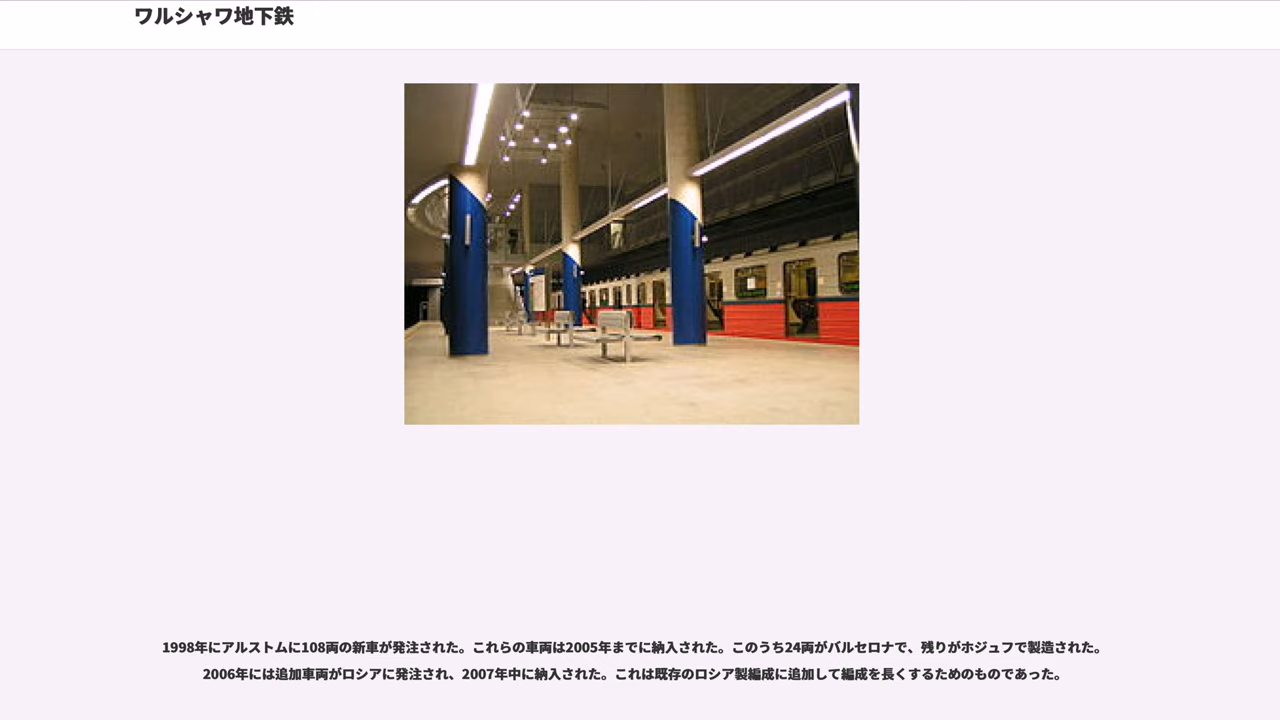 ワルシャワ地下鉄
1998年にアルストムに108両の新車が発注された。これらの車両は2005年までに納入された。このうち24両がバルセロナで、残りがホジュフで製造された。
2006年には追加車両がロシアに発注され、2007年中に納入された。これは既存のロシア製編成に追加して編成を長くするためのものであった。